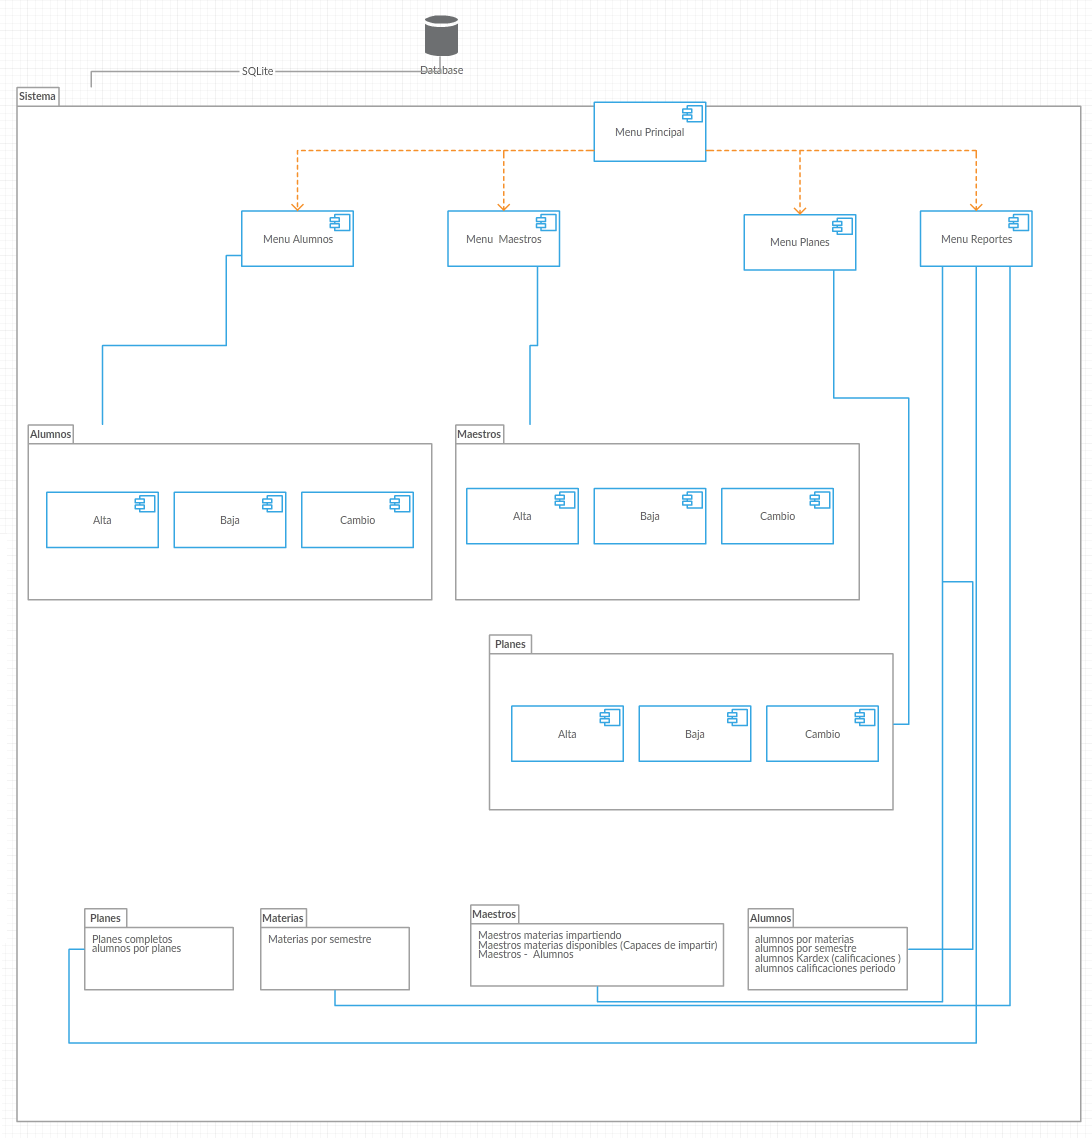 SQLite
Database
Sistema
Menu Principal
Menu Alumnos
Menu  Maestros
Menu Planes
Menu Reportes
Alumnos
Alta
Baja
Cambio
Maestros
Alta
Baja
Cambio
Planes
Alta
Baja
Cambio
Planes
Planes completos
alumnos por planes
Materias
Materias por semestre
Maestros
Maestros materias impartiendo
Maestros materias disponibles (Capaces de impartir)
Maestros -  Alumnos
Alumnos
alumnos por materias
alumnos por semestre
alumnos Kardex (calificaciones )
alumnos calificaciones periodo